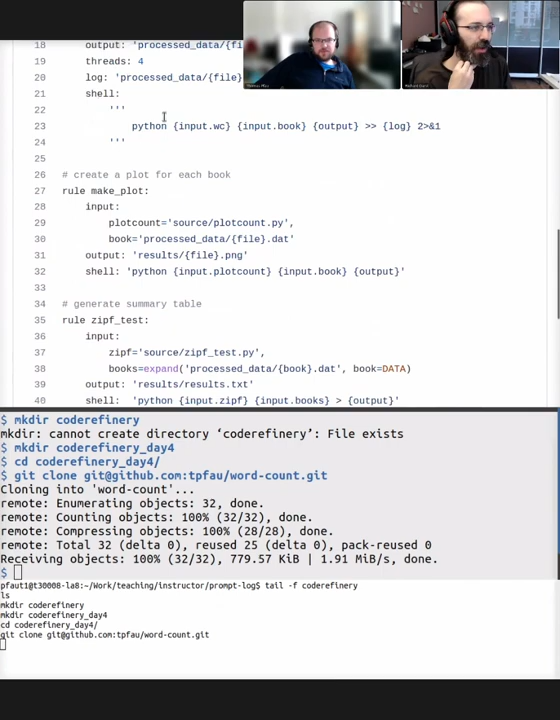 18 output: 'processed_data/{fi
19 threads: 4
20 log: 'processed_data/{file}
21 shell:
22 '''
23 python {input.wc} {input.book} {output} >> {log} 2>&1
24 '''
25
26 # create a plot for each book
27 rule make_plot:
28 input:
29 plotcount='source/plotcount.py',
30 book='processed_data/{file}.dat'
31 output: 'results/{file}.png'
32 shell: 'python {input.plotcount} {input.book} {output}'
33
34 # generate summary table
35 rule zipf_test:
36 input:
37 zipf='source/zipf_test.py',
38 books=expand('processed_data/{book}.dat', book=DATA)
39 output: 'results/results.txt'
40 shell: 'python {input.zipf} {input.books} > {output}'
$ mkdir coderefinery
mkdir: cannot create directory ‘coderefinery’: File exists
$ mkdir coderefinery_day4
$ cd coderefinery_day4/
$ git clone git@github.com:tpfau/word-count.git
Cloning into 'word-count'...
remote: Enumerating objects: 32, done.
remote: Counting objects: 100% (32/32), done.
remote: Compressing objects: 100% (28/28), done.
remote: Total 32 (delta 0), reused 25 (delta 0), pack-reused 0
Receiving objects: 100% (32/32), 779.57 KiB | 1.91 MiB/s, done.
$
pfaut1@t30008-la8:~/Work/teaching/instructor/prompt-log$ tail -f coderefinery
ls
mkdir coderefinery
mkdir coderefinery_day4
cd coderefinery_day4/
git clone git@github.com:tpfau/word-count.git